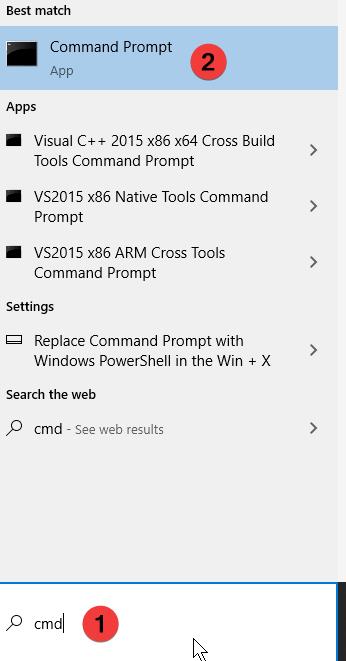 Best match
Command Prompt
App
2
Apps
Visual C++ 2015 x86 x64 Cross Build
Tools Command Prompt
VS2015 x86 Native Tools Command
Prompt
VS2015 x86 ARM Cross Tools
Command Prompt
Settings
Replace Command Prompt with
Windows PowerShell in the Win + X
Search the web
cmd - See web results
cmd
1